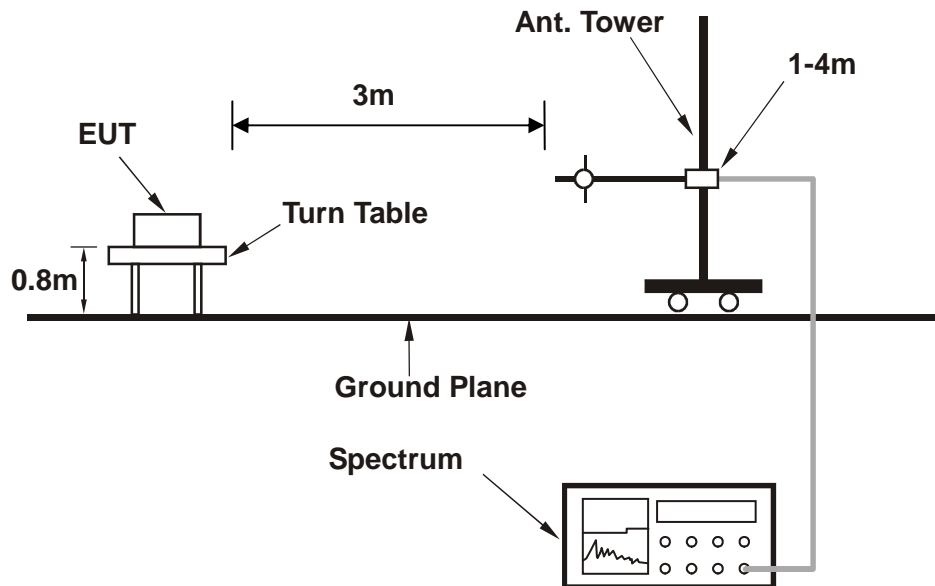 Ant. Tower
1-4m
3m
EUT
Turn Table
0.8m
Ground Plane
Spectrum